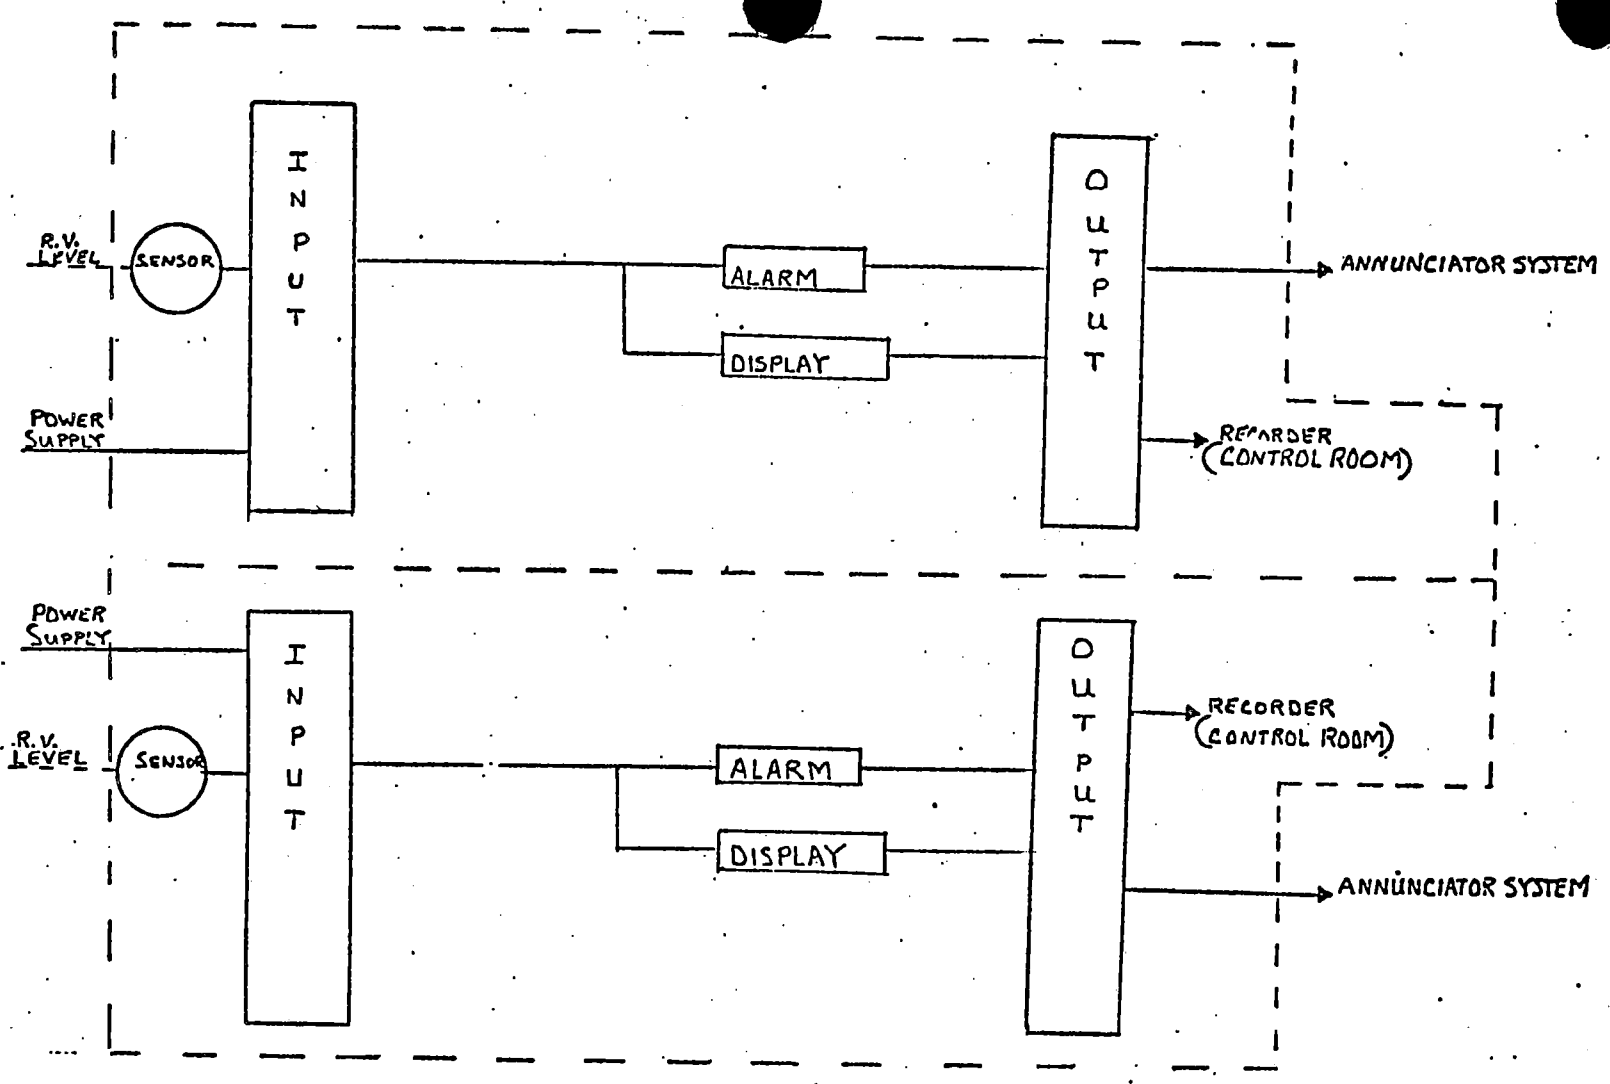 INPUT
R.V.
LEVEL
SENSOR
ALARM
DISPLAY
OUTPUT
ANNUNCIATOR SYSTEM
POWER
SUPPLY
RECORDER
(CONTROL ROOM)
POWER
SUPPLY
INPUT
R.V.
LEVEL
SENSOR
ALARM
DISPLAY
OUTPUT
RECORDER
(CONTROL ROOM)
ANNUNCIATOR SYSTEM